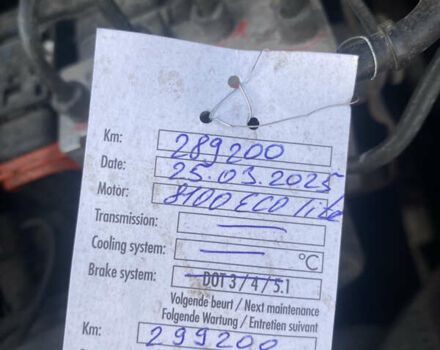 Km: 289200
Date: 25.03.2025
Motor: 8100 ECO lite
Transmission: —
Cooling system: — °C
Brake system: DOT 3 / 4 / 5.1
Volgende beurt / Next maintenance
Folgende Wartung / Entretien suivant
Km: 299200